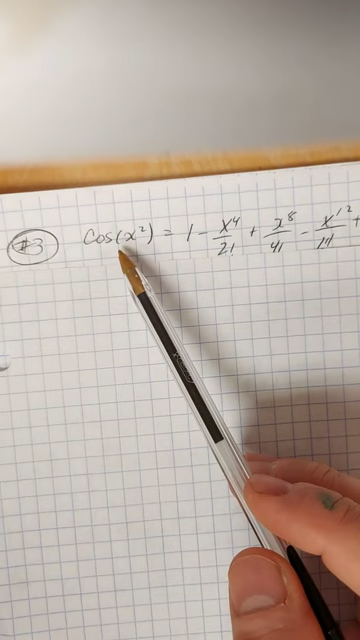 #3 cos(x²) = 1 - x⁴/2! + x⁸/4! - x¹²/